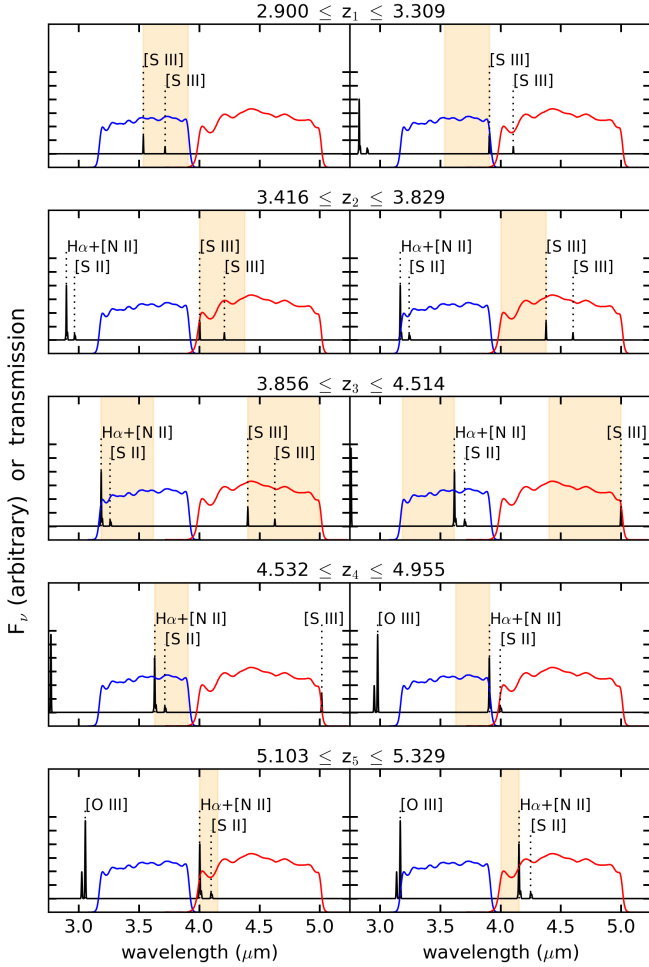 2.900 ≤ z₁ ≤ 3.309
[S III]
[S III]
[S III]
[S III]
3.416 ≤ z₂ ≤ 3.829
Hα+[N II]
[S II]
[S III]
[S III]
Hα+[N II]
[S II]
[S III]
[S III]
3.856 ≤ z₃ ≤ 4.514
Hα+[N II]
[S II]
[S III]
[S III]
Hα+[N II]
[S II]
[S III]
4.532 ≤ z₄ ≤ 4.955
Hα+[N II]
[S II]
[S III]
[O III]
Hα+[N II]
[S II]
5.103 ≤ z₅ ≤ 5.329
[O III]
Hα+[N II]
[S II]
[O III]
Hα+[N II]
[S II]
3.0 3.5 4.0 4.5 5.0
3.0 3.5 4.0 4.5 5.0
wavelength (μm)
wavelength (μm)
Fν (arbitrary) or transmission